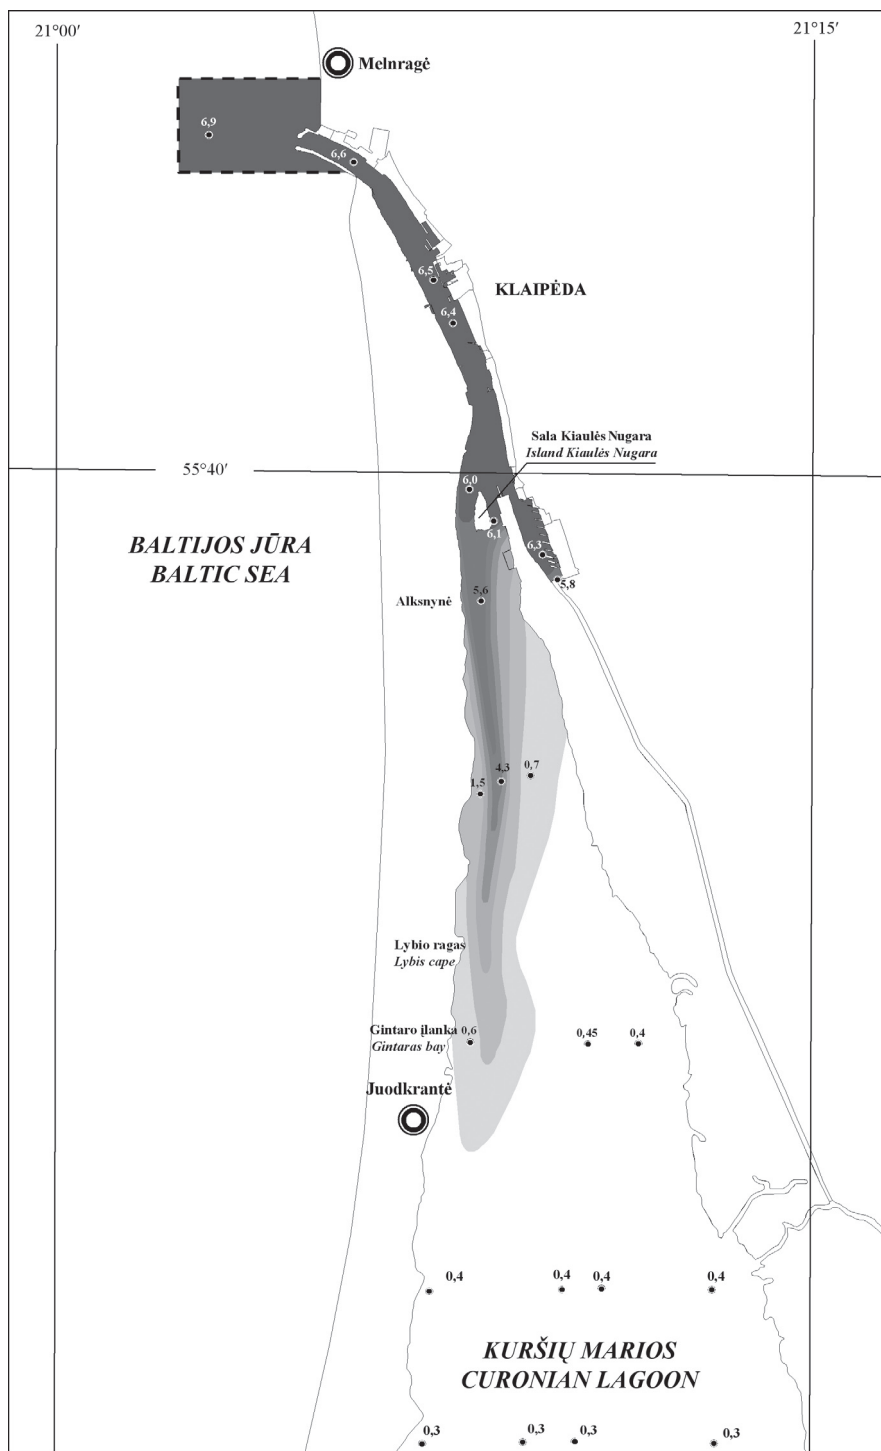 21°00′
21°15′
Melnragė
6,9
6,6
6,5
KLAIPĖDA
6,4
Sala Kiaulės Nugara
Island Kiaulės Nugara
55°40′
6,0
6,1
BALTIJOS JŪRA
BALTIC SEA
6,3
5,8
Alksnynė
5,6
4,3
0,7
1,5
Lybio ragas
Lybis cape
Gintaro įlanka
0,6
0,45
0,4
Gintaras bay
Juodkrantė
0,4
0,4
0,4
0,4
KURŠIŲ MARIOS
CURONIAN LAGOON
0,3
0,3
0,3
0,3